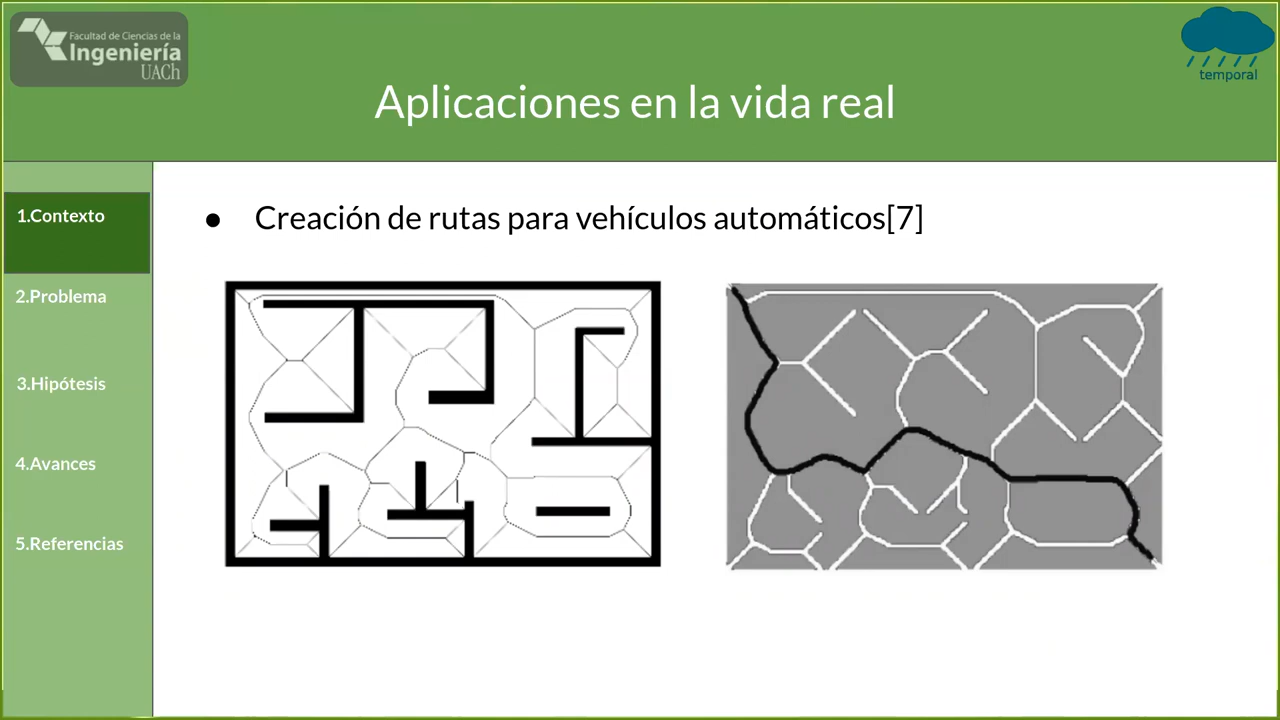 Facultad de Ciencias de la
Ingeniería
UACh
temporal
Aplicaciones en la vida real
1.Contexto
2.Problema
3.Hipótesis
4.Avances
5.Referencias
● Creación de rutas para vehículos automáticos[7]